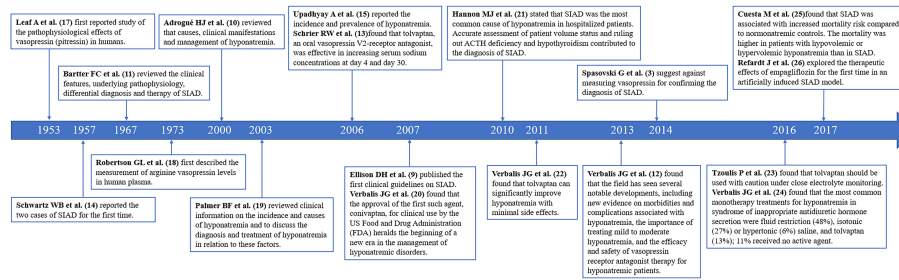 Leaf A et al. (17) first reported study of
the pathophysiological effects of
vasopressin (pitressin) in humans.
Adrogué HJ et al. (10) reviewed
that causes, clinical manifestations
and management of hyponatremia.
Upadhyay A et al. (15) reported the
incidence and prevalence of hyponatremia.
Schrier RW et al. (13)found that tolvaptan,
an oral vasopressin V2-receptor antagonist,
was effective in increasing serum sodium
concentrations at day 4 and day 30.
Hannon MJ et al. (21) stated that SIAD was the most
common cause of hyponatremia in hospitalized patients.
Accurate assessment of patient volume status and ruling
out ACTH deficiency and hypothyroidism contributed to
the diagnosis of SIAD.
Cuesta M et al. (25)found that SIAD was
associated with increased mortality risk compared to
normonatremic controls. The mortality was
higher in patients with hypovolemic or
hypervolemic hyponatremia than in SIAD.
Refardt J et al. (26) explored the therapeutic
effects of empagliflozin for the first time in an
artificially induced SIAD model.
Bartter FC et al. (11) reviewed the clinical
features, underlying pathophysiology,
differential diagnosis and therapy of SIAD.
Spasovski G et al. (3) suggest against
measuring vasopressin for confirming the
diagnosis of SIAD.
1953 1957 1967 1973 2000 2003 2006 2007 2010 2011 2013 2014 2016 2017
Robertson GL et al. (18) first described the
measurement of arginine vasopressin levels
in human plasma.
Schwartz WB et al. (14) reported the
two cases of SIAD for the first time.
Palmer BF et al. (19) reviewed clinical
information on the incidence and causes
of hyponatremia and to discuss the
diagnosis and treatment of hyponatremia
in relation to these factors.
Ellison DH et al. (9) published the
first clinical guidelines on SIAD.
Verbalis JG et al. (20) found that
the approval of the first such agent,
conivaptan, for clinical use by the
US Food and Drug Administration
(FDA) heralds the beginning of a
new era in the management of
hyponatremic disorders.
Verbalis JG et al. (22)
found that tolvaptan can
significantly improve
hyponatremia with
minimal side effects.
Verbalis JG et al. (12)
found that the field has seen several
notable developments, including
new evidence on morbidities and
complications associated with
hyponatremia, the importance of
treating mild to moderate
hyponatremia, and the efficacy
and safety of vasopressin
receptor antagonist therapy for
hyponatremic patients.
Tzoulis P et al. (23) found that tolvaptan should be
used with caution under close electrolyte monitoring.
Verbalis JG et al. (24) found that the most common
monotherapy treatments for hyponatremia in
syndrome of inappropriate antidiuretic hormone
secretion were fluid restriction (48%), isotonic
(27%) or hypertonic (6%) saline, and tolvaptan
(13%); 11% received no active agent.